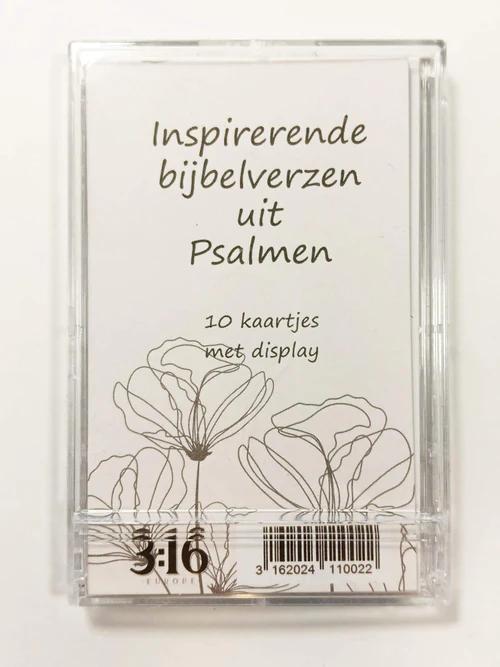 Inspirerende
bijbelverzen
uit
Psalmen
10 kaartjes
met display
3:16
EUROPE
3 162024 110022